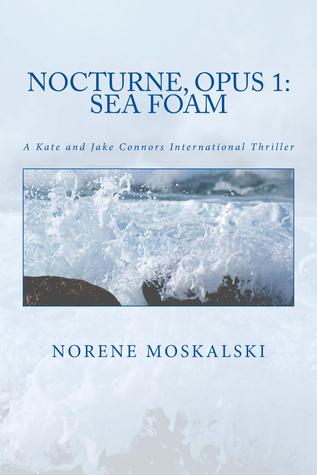 NOCTURNE, OPUS 1:
SEA FOAM
A Kate and Jake Connors International Thriller
NORENE MOSKALSKI